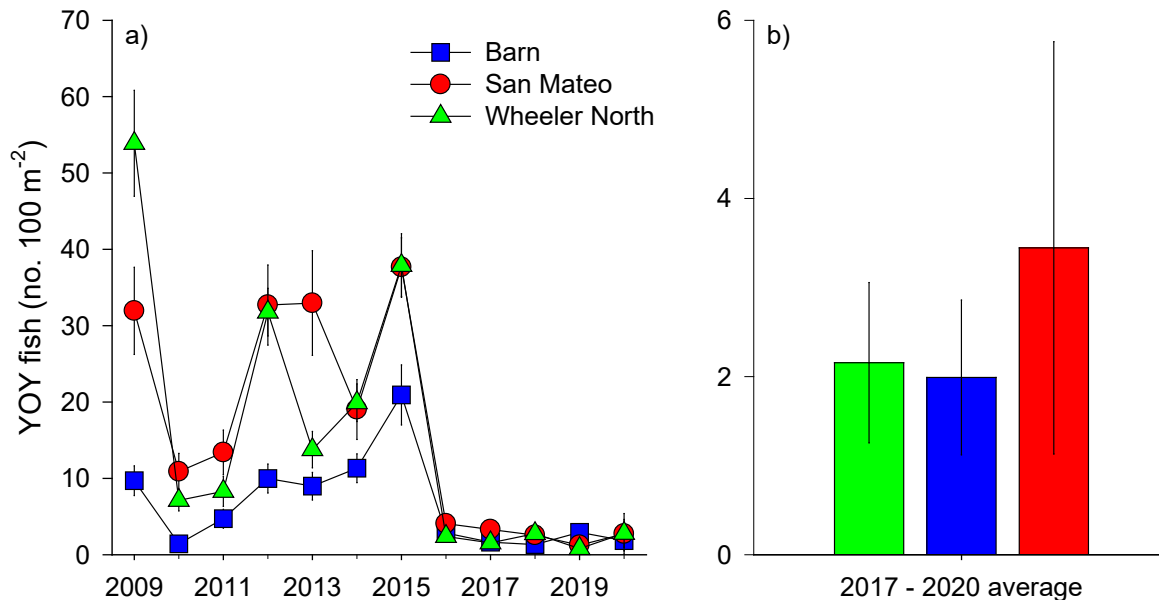 a)
Barn
San Mateo
Wheeler North
YOY fish (no. 100 m⁻²)
70
60
50
40
30
20
10
0
2009 2011 2013 2015 2017 2019
b)
6
4
2
0
2017 - 2020 average